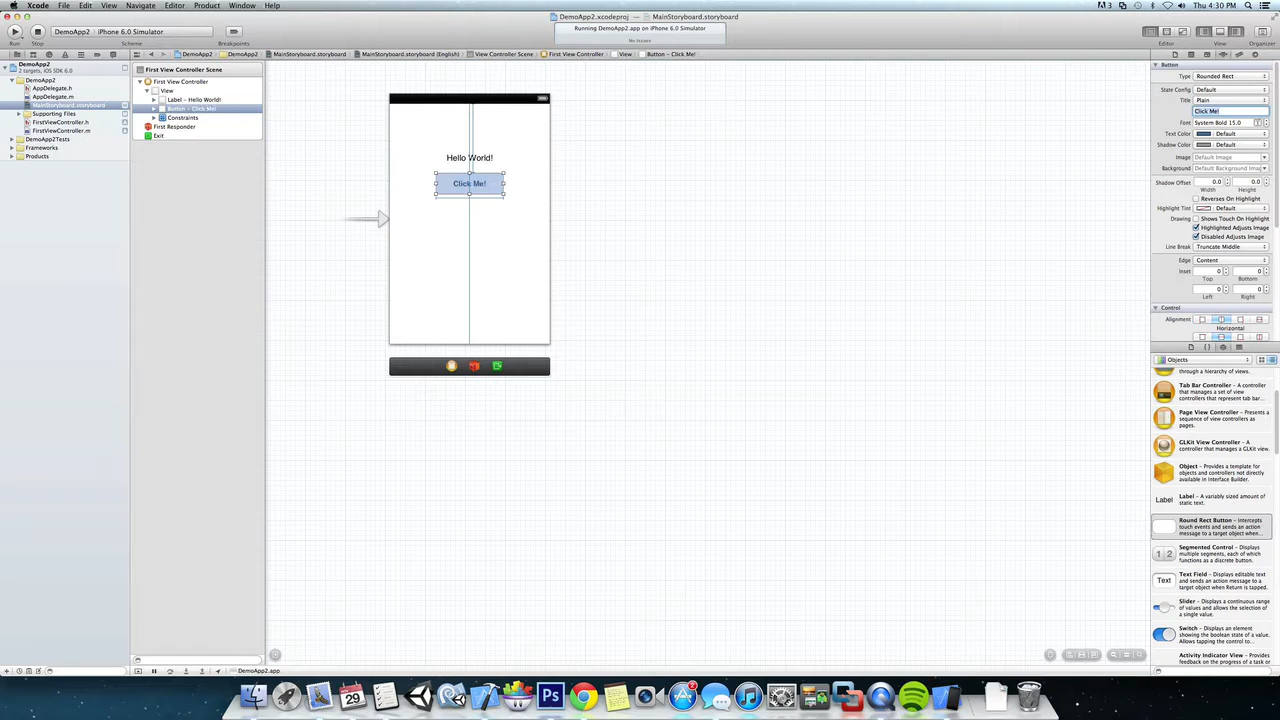 Xcode File Edit View Navigate Editor Product Window Help
3 Thu 4:30 PM
DemoApp2.xcodeproj — MainStoryboard.storyboard
Running DemoApp2.app on iPhone 6.0 Simulator
No Issues
DemoApp2 iPhone 6.0 Simulator
Run Stop Scheme Breakpoints Editor View Organizer
DemoApp2 DemoApp2 MainStoryboard.storyboard MainStoryboard.storyboard (English) View Controller Scene First View Controller View Button – Click Me!
DemoApp2
2 targets, iOS SDK 6.0
DemoApp2
AppDelegate.h
AppDelegate.m
MainStoryboard.storyboard
Supporting Files
FirstViewController.h
FirstViewController.m
DemoApp2Tests
Frameworks
Products
First View Controller Scene
First View Controller
View
Label – Hello World!
Button – Click Me!
Constraints
First Responder
Exit
Hello World!
Click Me!
Button
Type Rounded Rect
State Config Default
Title Plain
Click Me!
Font System Bold 15.0
Text Color Default
Shadow Color Default
Image Default Image
Background Default Background Imag
Shadow Offset 0.0 0.0
Width Height
Reverses On Highlight
Highlight Tint Default
Drawing Shows Touch On Highlight
Highlighted Adjusts Image
Disabled Adjusts Image
Line Break Truncate Middle
Edge Content
Inset 0 0
Top Bottom
0 0
Left Right
Control
Alignment
Horizontal
Objects
through a hierarchy of views.
Tab Bar Controller – A controller
that manages a set of view
controllers that represent tab bar...
Page View Controller – Presents a
sequence of view controllers as
pages.
GLKit View Controller – A
controller that manages a GLKit view.
Object – Provides a template for
objects and controllers not directly
available in Interface Builder.
Label
Label – A variably sized amount of
static text.
Round Rect Button – Intercepts
touch events and sends an action
message to a target object when...
1 2
Segmented Control – Displays
multiple segments, each of which
functions as a discrete button.
Text
Text Field – Displays editable text
and sends an action message to a
target object when Return is tapped.
Slider – Displays a continuous range
of values and allows the selection of
a single value.
Switch – Displays an element
showing the boolean state of a value.
Allows tapping the control to...
Activity Indicator View – Provides
feedback on the progress of a task or
DemoApp2.app
29
Ps
7